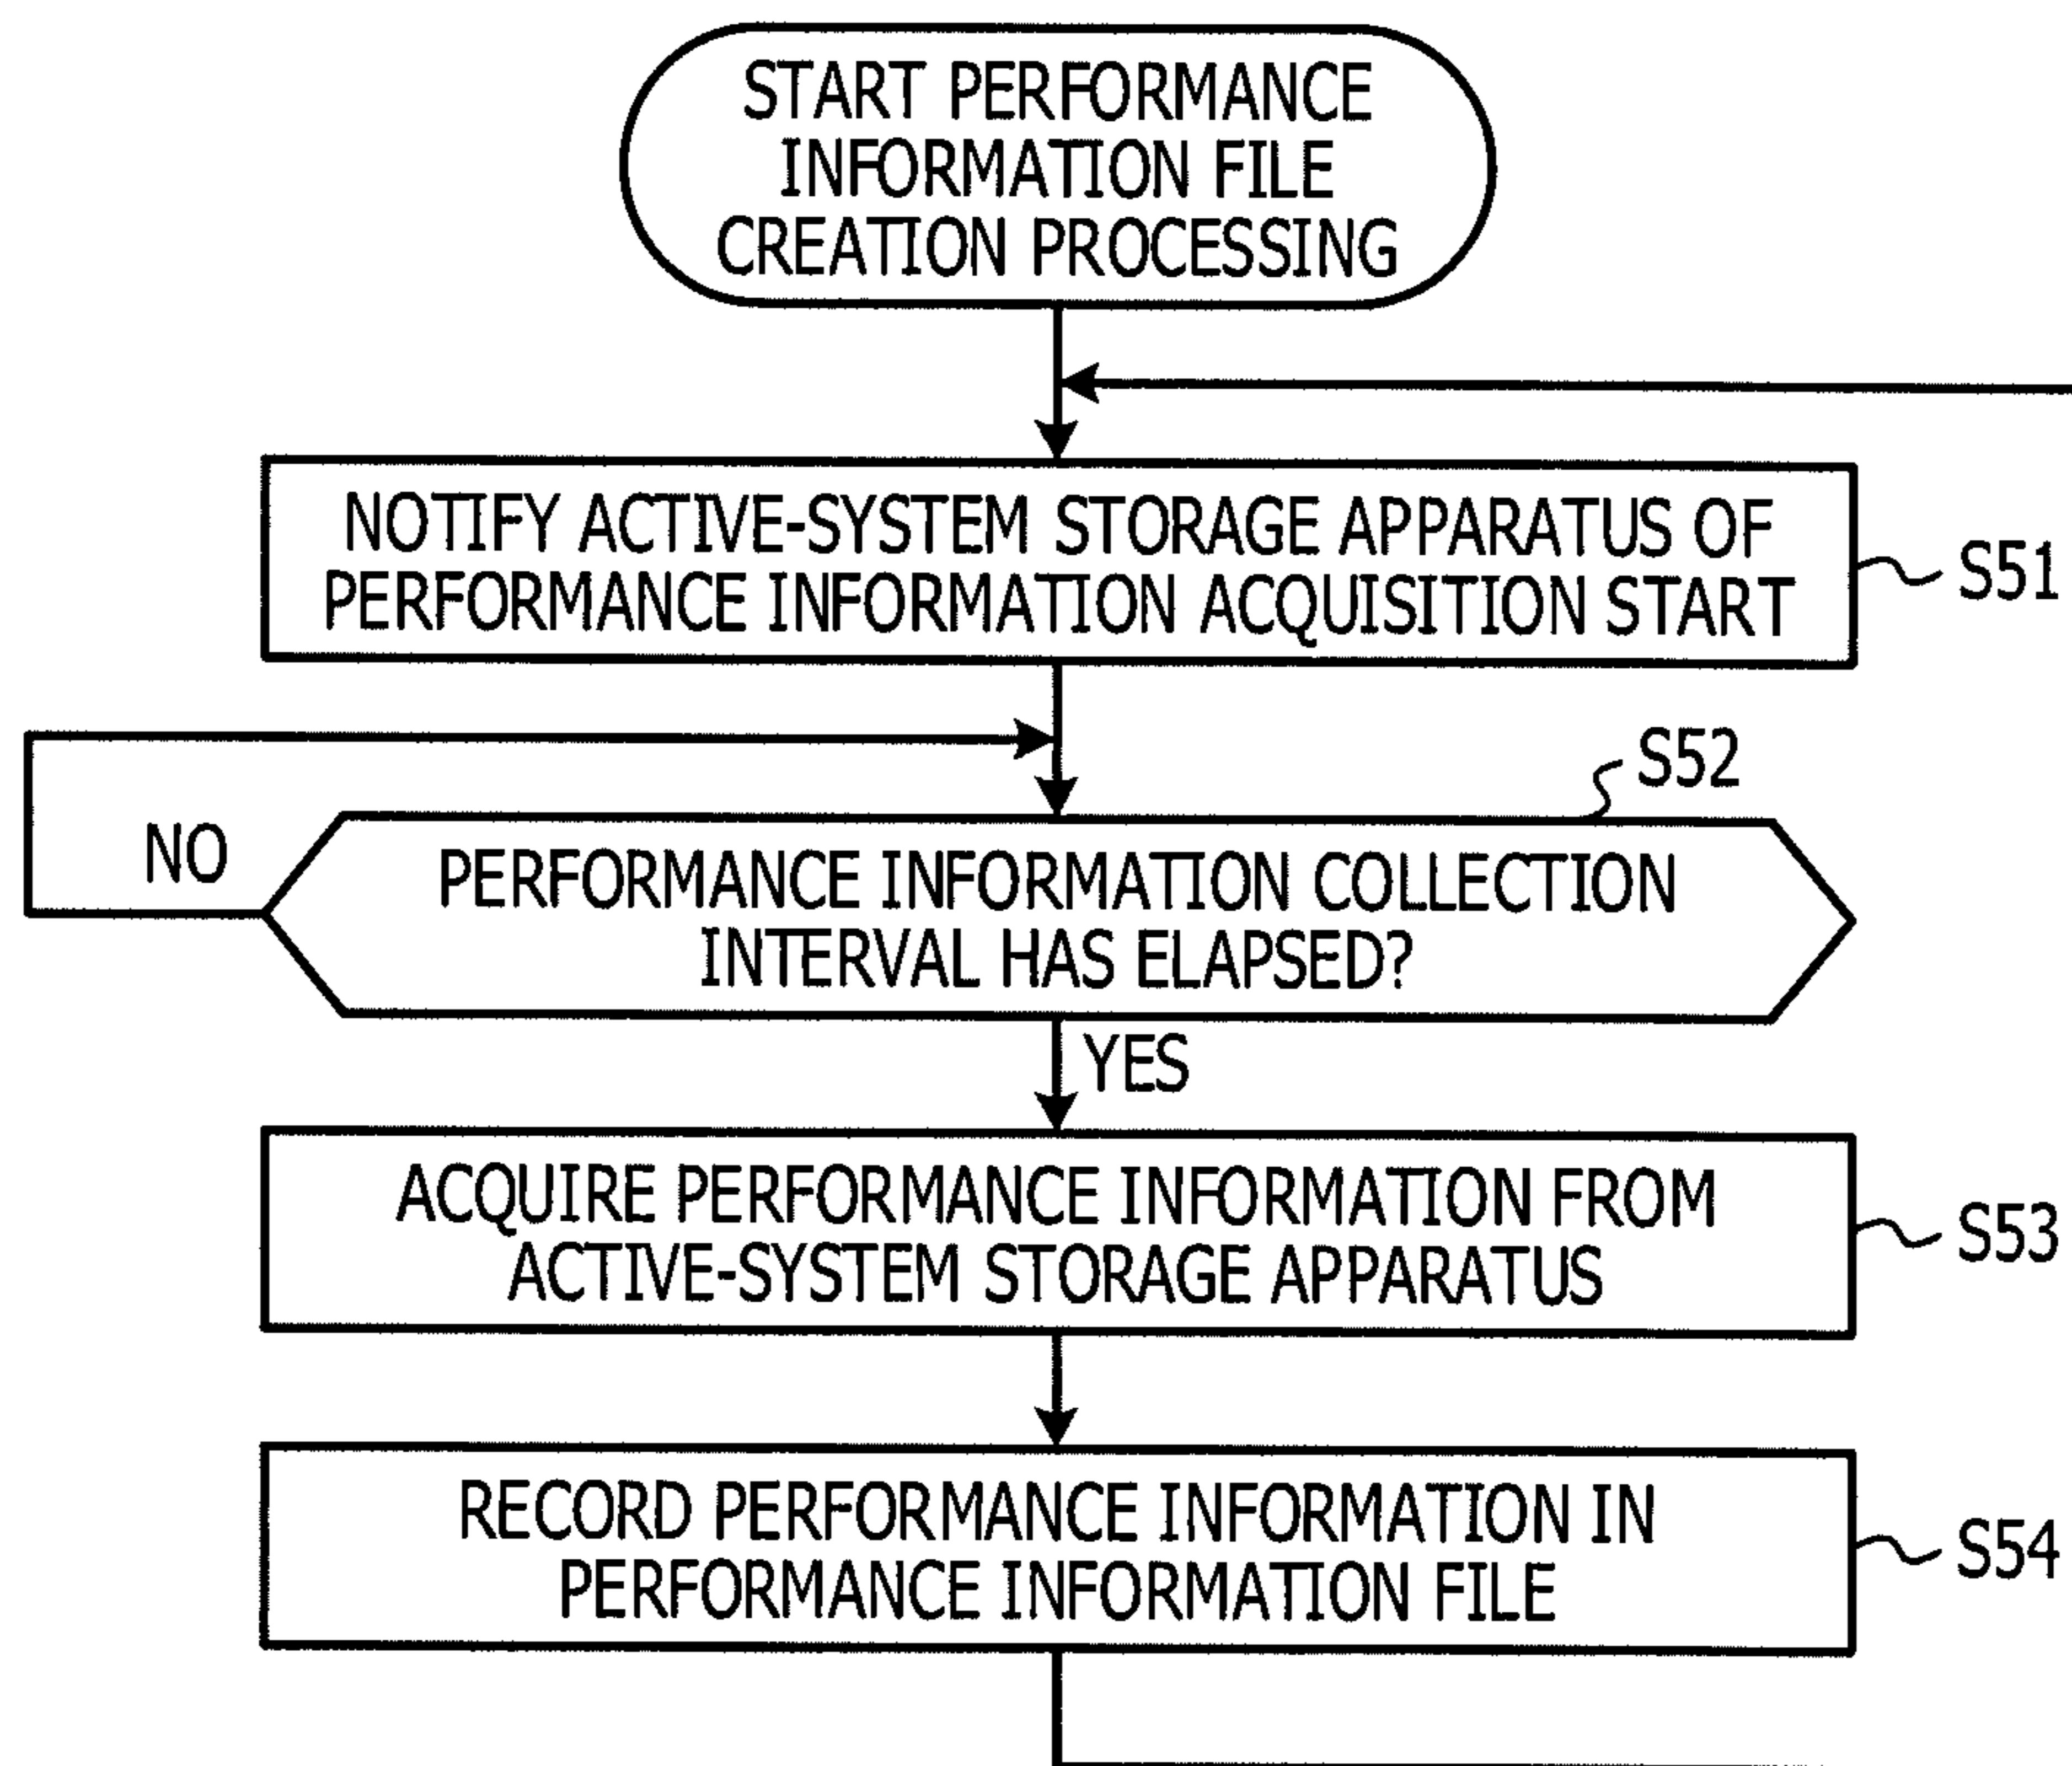 START PERFORMANCE
INFORMATION FILE
CREATION PROCESSING
NOTIFY ACTIVE-SYSTEM STORAGE APPARATUS OF
PERFORMANCE INFORMATION ACQUISITION START
S51
S52
NO
PERFORMANCE INFORMATION COLLECTION
INTERVAL HAS ELAPSED?
YES
ACQUIRE PERFORMANCE INFORMATION FROM
ACTIVE-SYSTEM STORAGE APPARATUS
S53
RECORD PERFORMANCE INFORMATION IN
PERFORMANCE INFORMATION FILE
S54